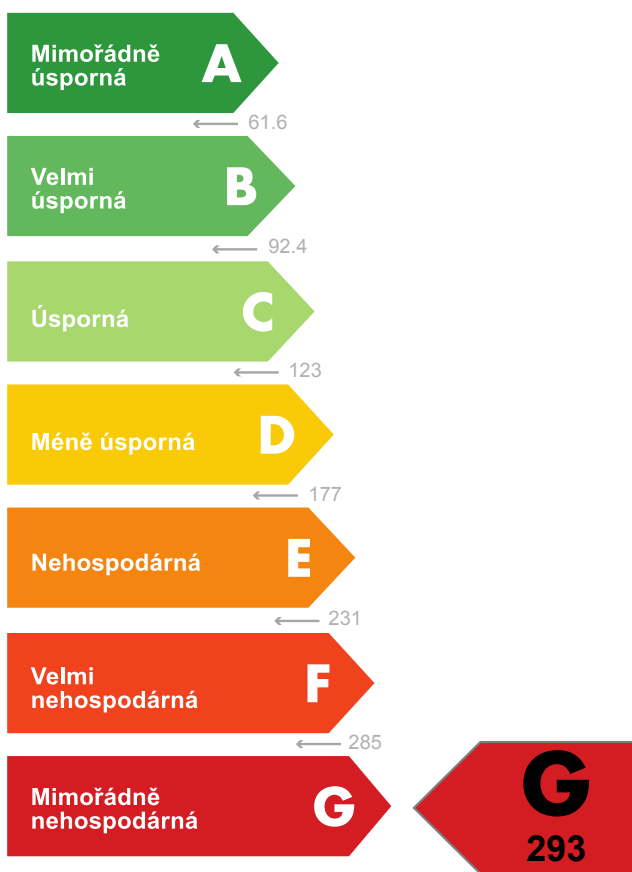 Mimořádně
úsporná
A
61.6
Velmi
úsporná
B
92.4
Úsporná
C
123
Méně úsporná
D
177
Nehospodárná
E
231
Velmi
nehospodárná
F
285
Mimořádně
nehospodárná
G
G
293